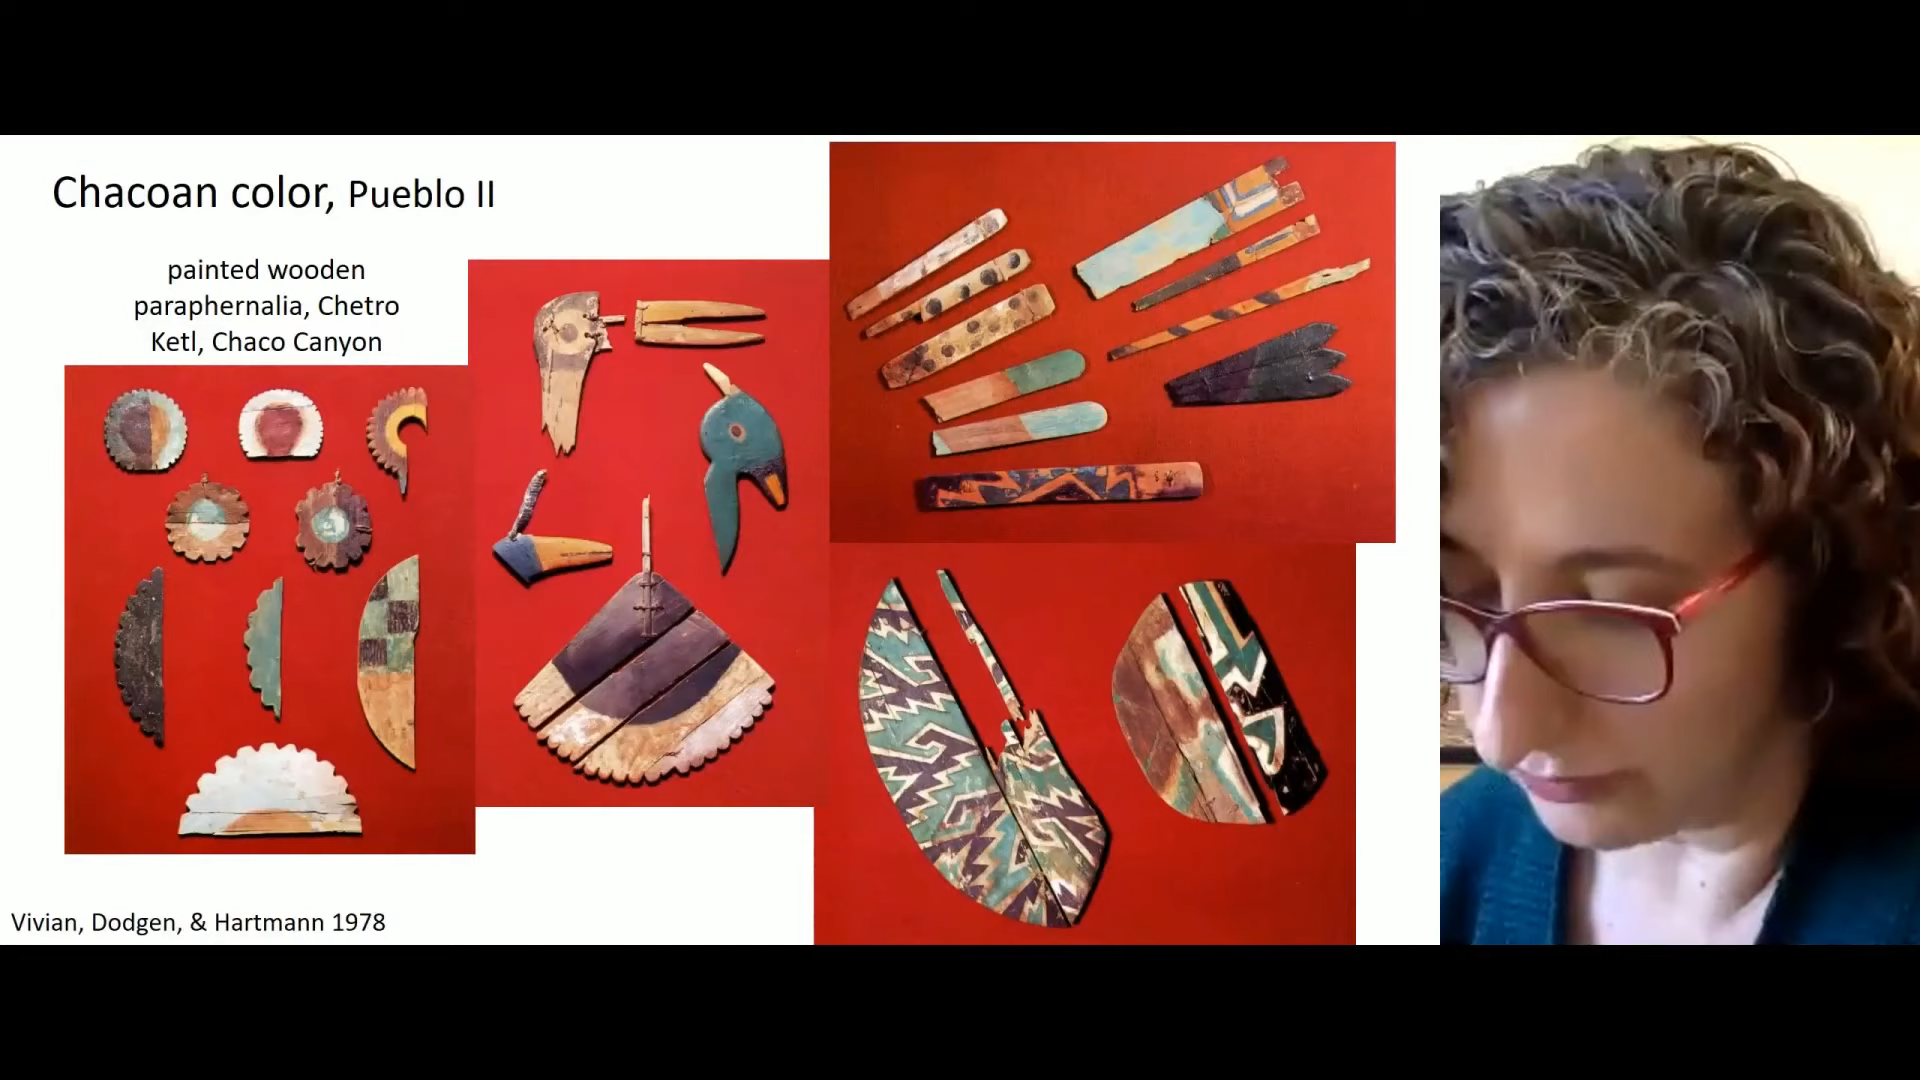 Chacoan color, Pueblo II
painted wooden
paraphernalia, Chetro
Ketl, Chaco Canyon
Vivian, Dodgen, & Hartmann 1978